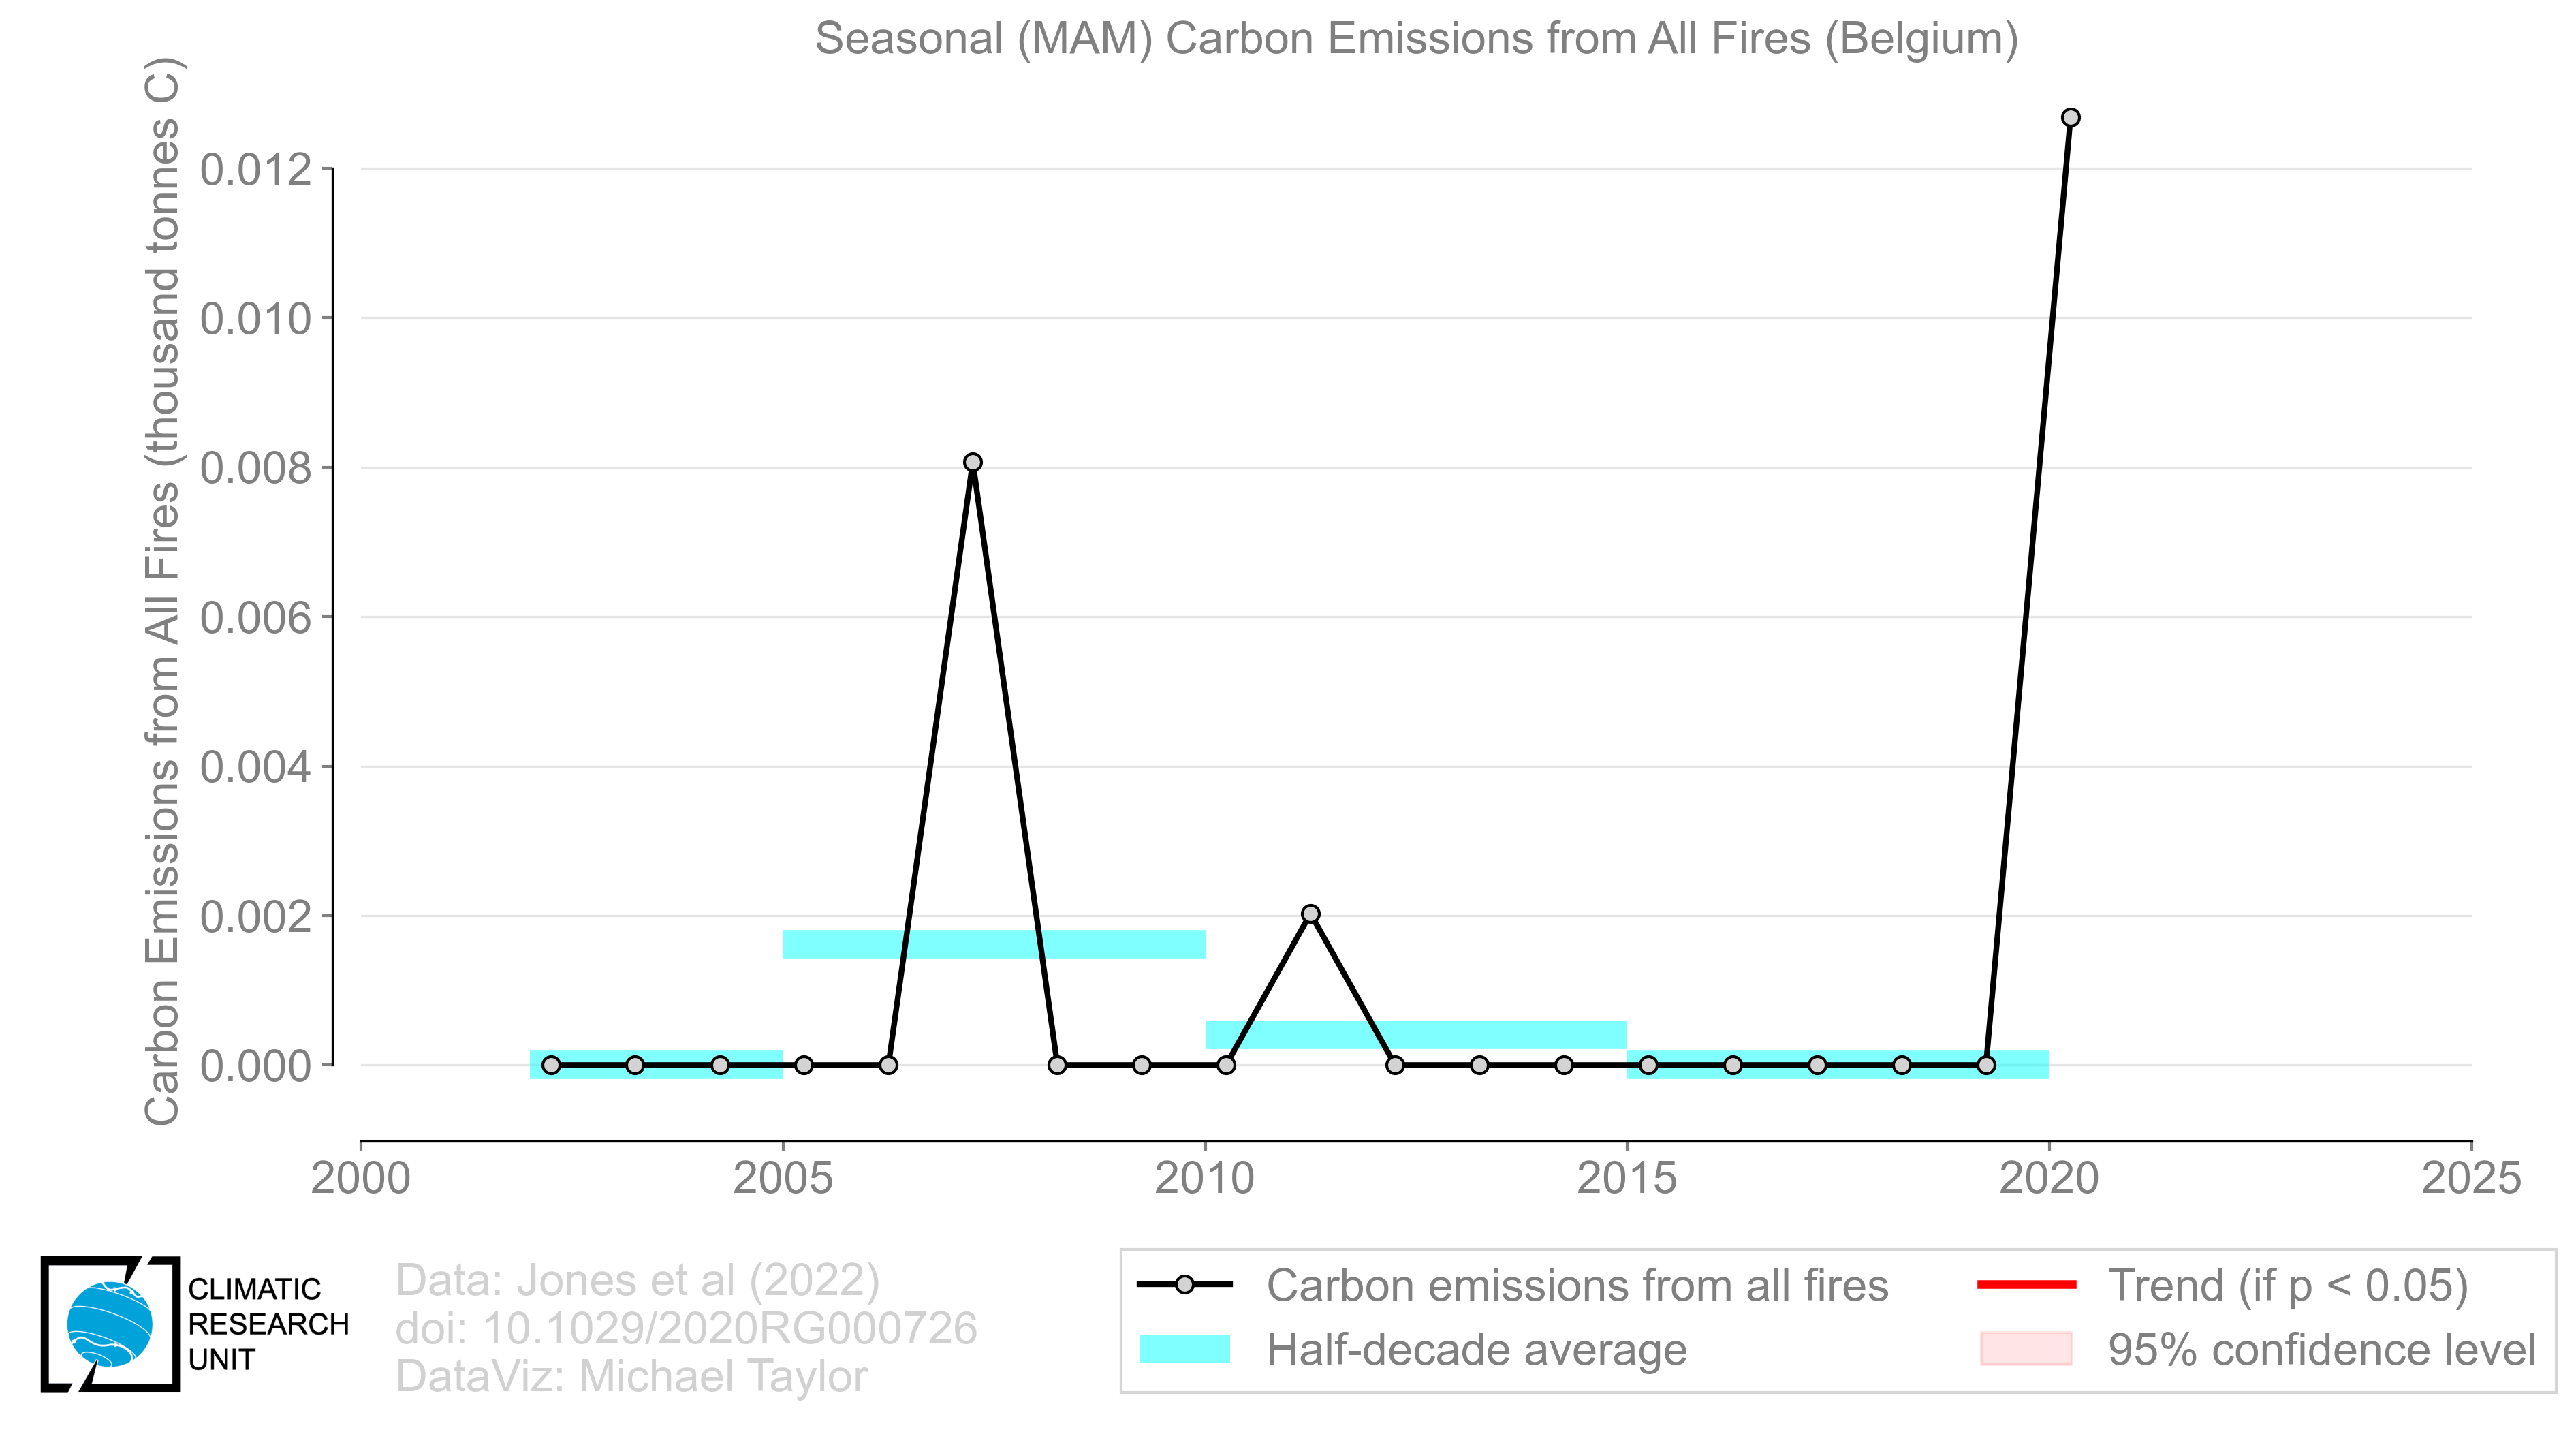 Seasonal (MAM) Carbon Emissions from All Fires (Belgium)
Carbon Emissions from All Fires (thousand tonnes C)
0.012
0.010
0.008
0.006
0.004
0.002
0.000
2000 2005 2010 2015 2020 2025
CLIMATIC
RESEARCH
UNIT
Data: Jones et al (2022)
doi: 10.1029/2020RG000726
DataViz: Michael Taylor
Carbon emissions from all fires
Half-decade average
Trend (if p < 0.05)
95% confidence level